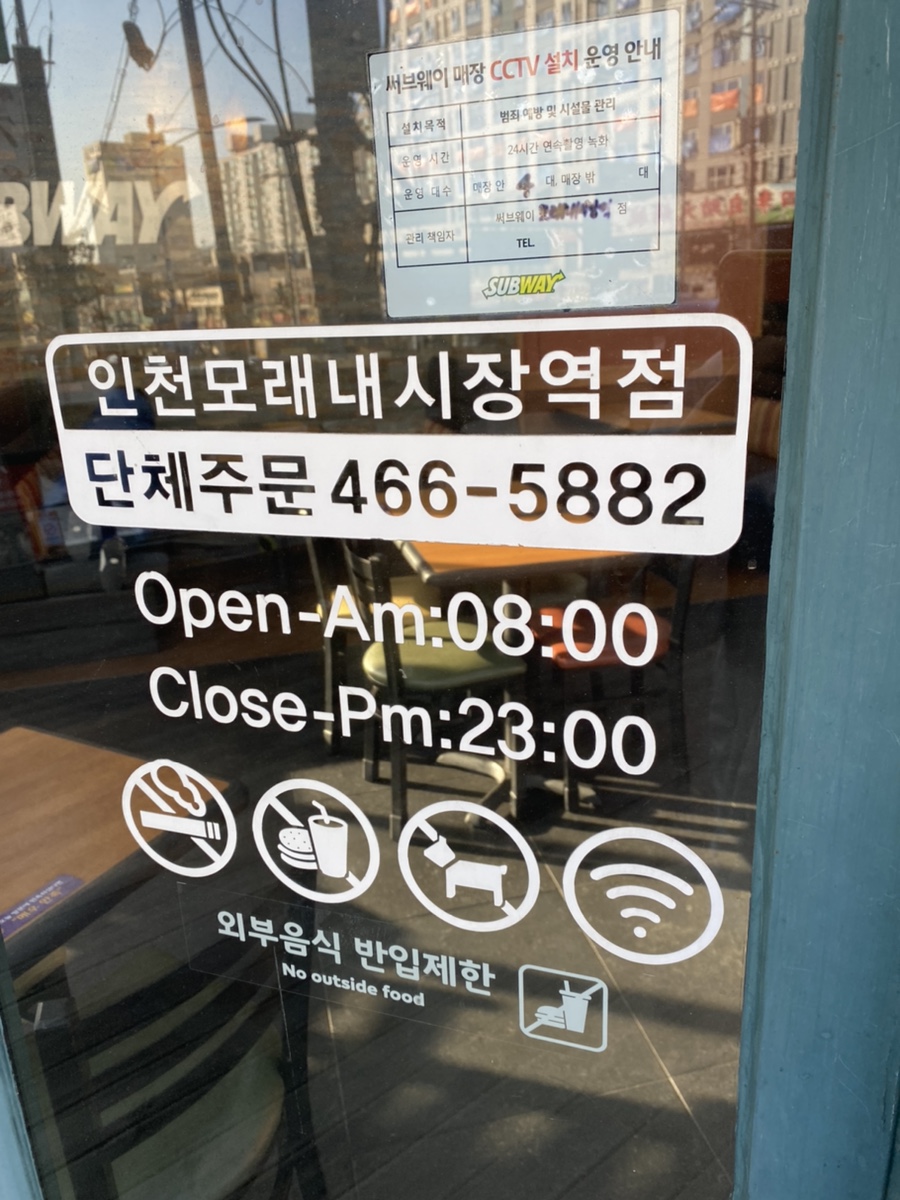 써브웨이 매장 CCTV 설치 운영 안내
설치목적 범죄 예방 및 시설물 관리
운영 시간 24시간 연속촬영 녹화
운영 대수 매장 안 4 대, 매장 밖 대
관리 책임자 써브웨이 점
TEL.
SUBWAY
BWAY
인천모래내시장역점
단체주문 466-5882
Open-Am:08:00
Close-Pm:23:00
외부음식 반입제한
No outside food